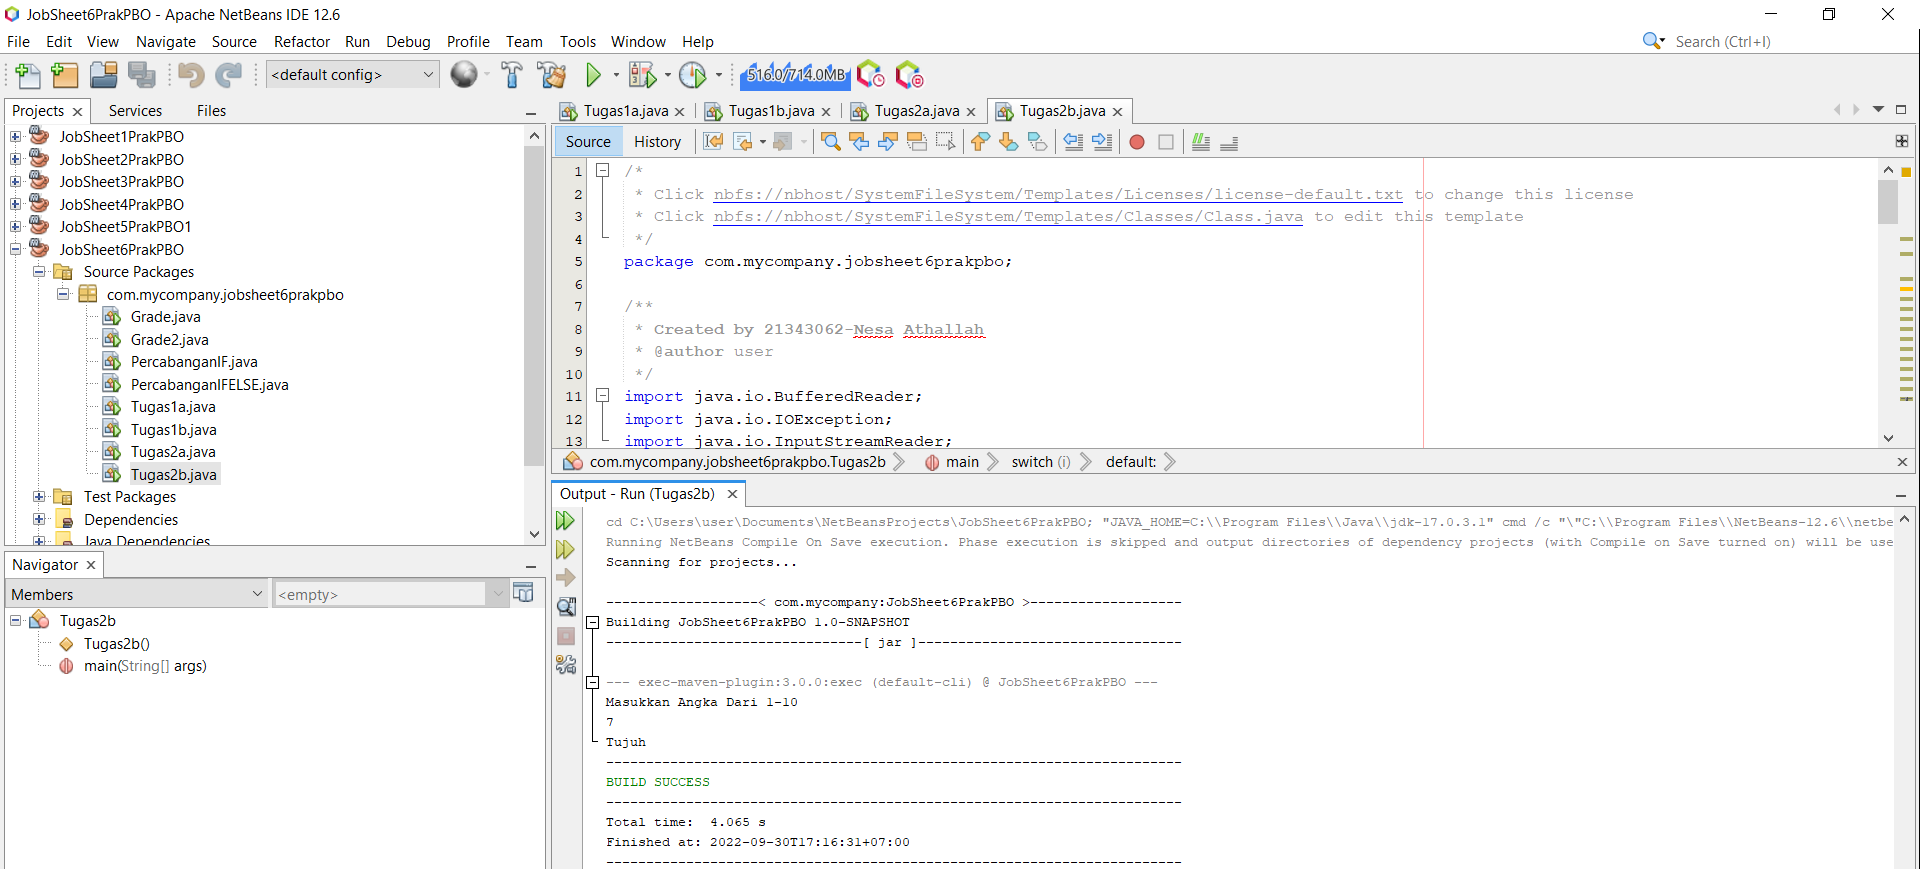 JobSheet6PrakPBO - Apache NetBeans IDE 12.6
File Edit View Navigate Source Refactor Run Debug Profile Team Tools Window Help
Search (Ctrl+I)
<default config>
516.0/714.0MB
Projects Services Files
JobSheet1PrakPBO
JobSheet2PrakPBO
JobSheet3PrakPBO
JobSheet4PrakPBO
JobSheet5PrakPBO1
JobSheet6PrakPBO
Source Packages
com.mycompany.jobsheet6prakpbo
Grade.java
Grade2.java
PercabanganIF.java
PercabanganIFELSE.java
Tugas1a.java
Tugas1b.java
Tugas2a.java
Tugas2b.java
Test Packages
Dependencies
Java Dependencies
Navigator
Members
<empty>
Tugas2b
Tugas2b()
main(String[] args)
Tugas1a.java Tugas1b.java Tugas2a.java Tugas2b.java
Source History
1 /*
2 * Click nbfs://nbhost/SystemFileSystem/Templates/Licenses/license-default.txt to change this license
3 * Click nbfs://nbhost/SystemFileSystem/Templates/Classes/Class.java to edit this template
4 */
5 package com.mycompany.jobsheet6prakpbo;
6
7 /**
8 * Created by 21343062-Nesa Athallah
9 * @author user
10 */
11 import java.io.BufferedReader;
12 import java.io.IOException;
13 import java.io.InputStreamReader;
com.mycompany.jobsheet6prakpbo.Tugas2b main switch (i) default:
Output - Run (Tugas2b)
cd C:\Users\user\Documents\NetBeansProjects\JobSheet6PrakPBO; "JAVA_HOME=C:\\Program Files\\Java\\jdk-17.0.3.1" cmd /c "\"C:\\Program Files\\NetBeans-12.6\\netbe
Running NetBeans Compile On Save execution. Phase execution is skipped and output directories of dependency projects (with Compile on Save turned on) will be use
Scanning for projects...
-------------------< com.mycompany:JobSheet6PrakPBO >-------------------
Building JobSheet6PrakPBO 1.0-SNAPSHOT
--------------------------------[ jar ]---------------------------------
--- exec-maven-plugin:3.0.0:exec (default-cli) @ JobSheet6PrakPBO ---
Masukkan Angka Dari 1-10
7
Tujuh
------------------------------------------------------------------------
BUILD SUCCESS
------------------------------------------------------------------------
Total time:  4.065 s
Finished at: 2022-09-30T17:16:31+07:00
------------------------------------------------------------------------